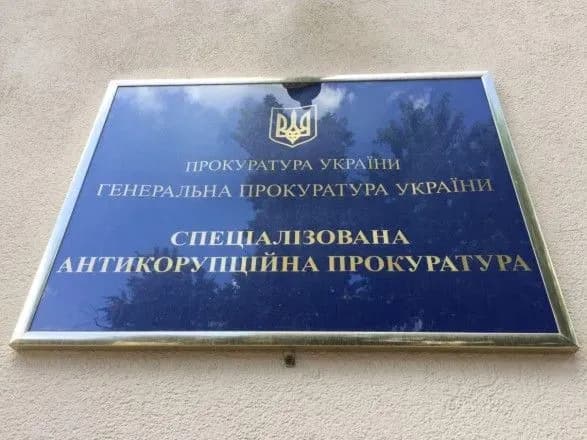 ПРОКУРАТУРА УКРАЇНИ
ГЕНЕРАЛЬНА ПРОКУРАТУРА УКРАЇНИ
СПЕЦІАЛІЗОВАНА
АНТИКОРУПЦІЙНА ПРОКУРАТУРА